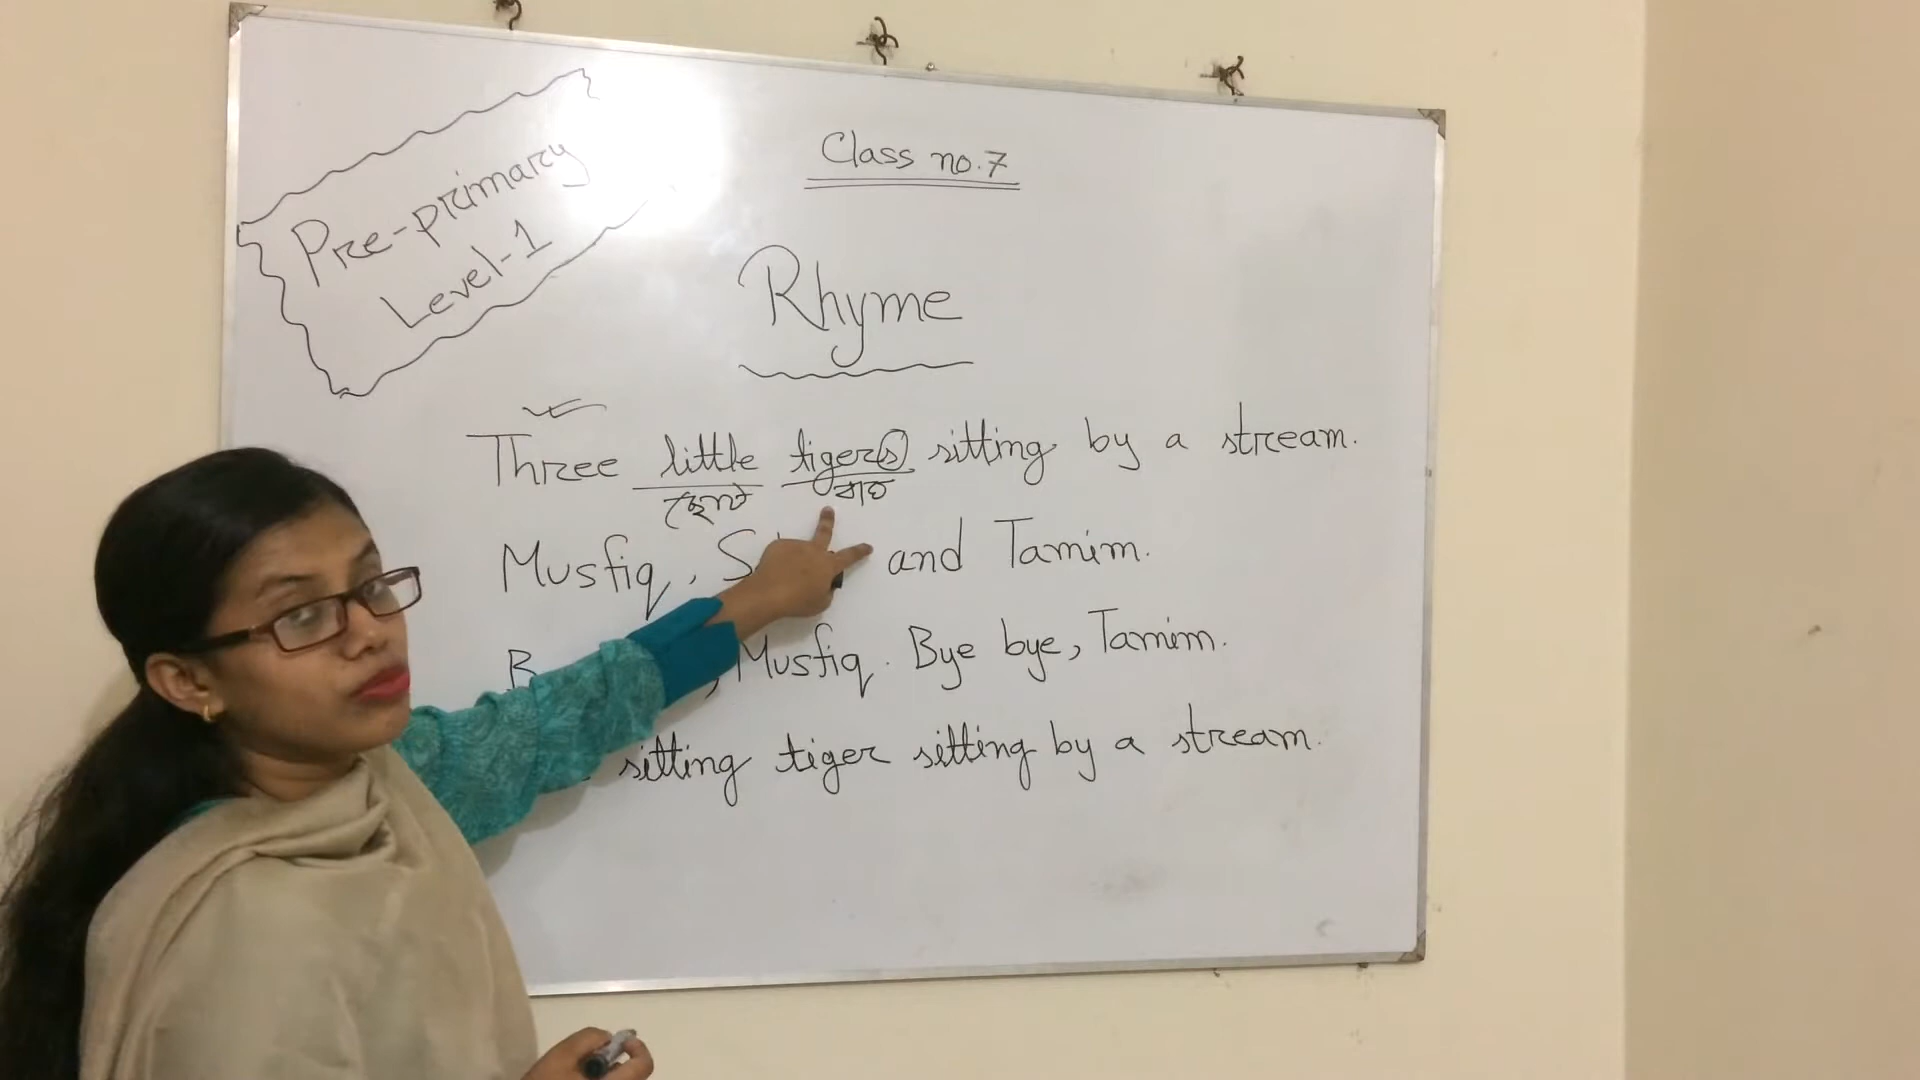 Class no. 7
Pre-primary
Level-1
Rhyme
Three little tigers sitting by a stream.
ছোট বাঘ
Musfiq, and Tamim.
Musfiq. Bye bye, Tamim.
sitting tiger sitting by a stream.